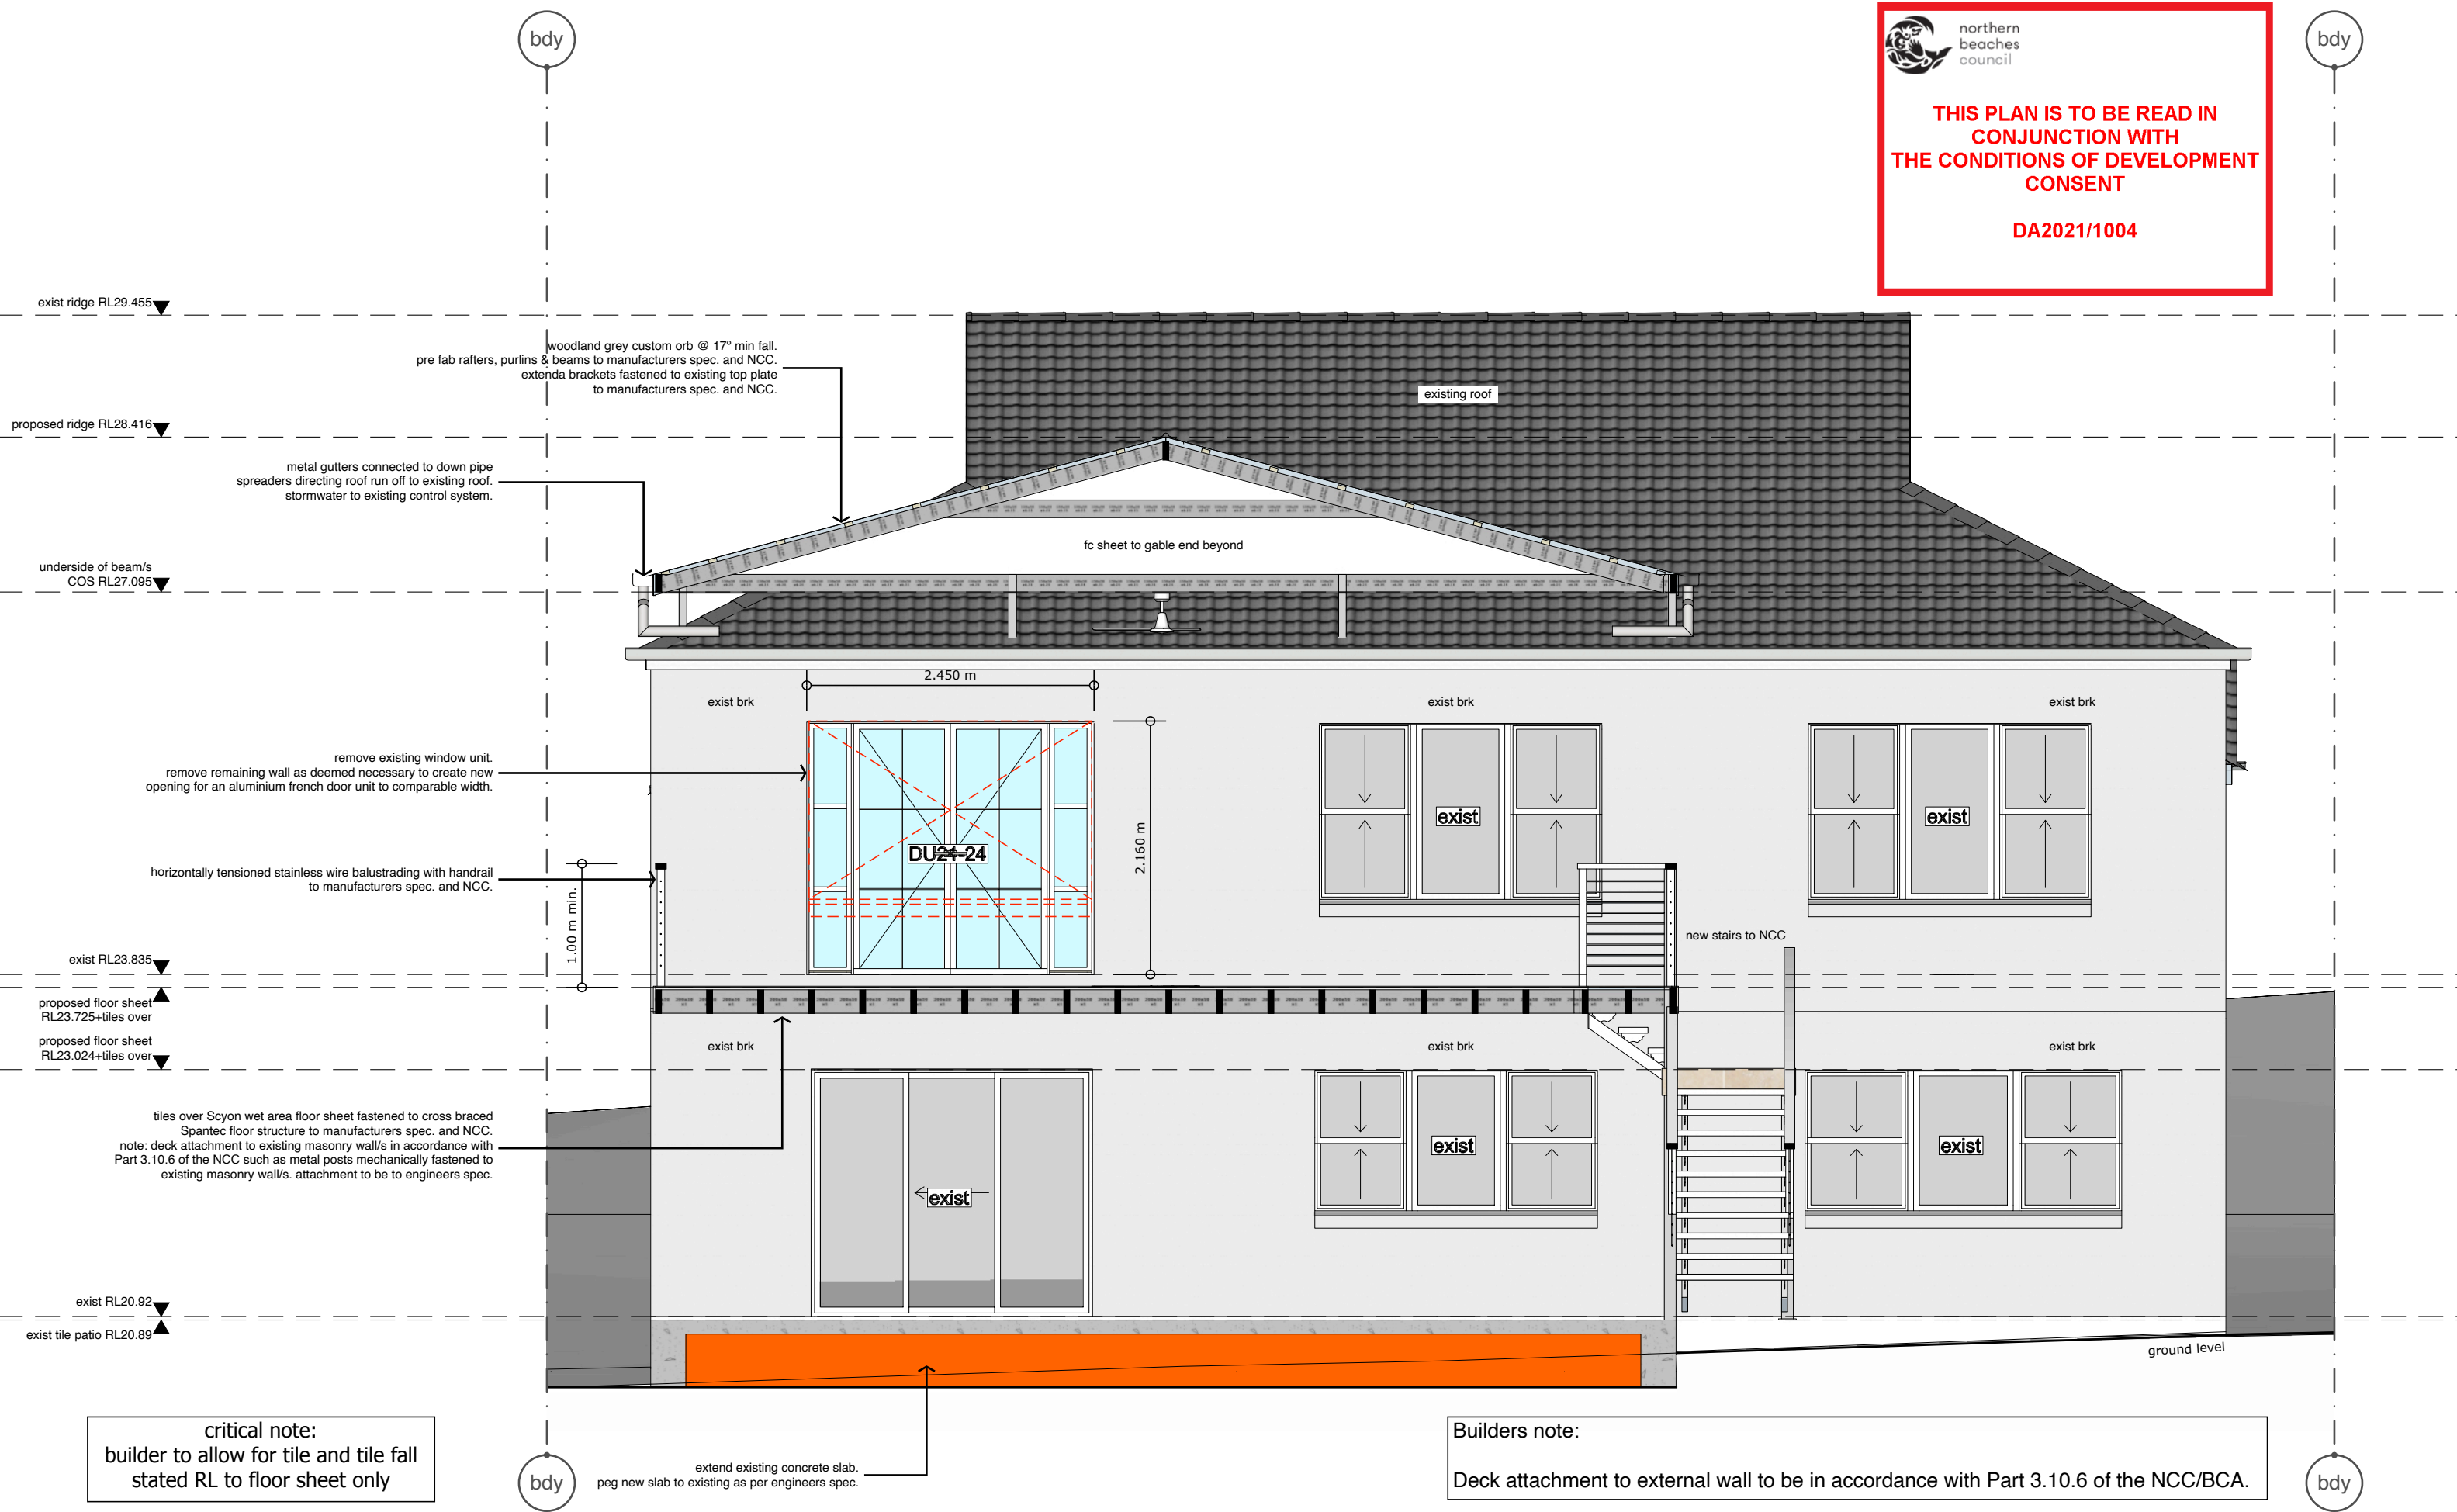 bdy
bdy
northern
beaches
council
THIS PLAN IS TO BE READ IN
CONJUNCTION WITH
THE CONDITIONS OF DEVELOPMENT
CONSENT
DA2021/1004
exist ridge RL29.455
woodland grey custom orb @ 17º min fall.
pre fab rafters, purlins & beams to manufacturers spec. and NCC.
extenda brackets fastened to existing top plate
to manufacturers spec. and NCC.
existing roof
proposed ridge RL28.416
metal gutters connected to down pipe
spreaders directing roof run off to existing roof.
stormwater to existing control system.
fc sheet to gable end beyond
underside of beam/s
COS RL27.095
2.450 m
exist brk
exist brk
exist brk
remove existing window unit.
remove remaining wall as deemed necessary to create new
opening for an aluminium french door unit to comparable width.
exist
exist
2.160 m
DU21-24
horizontally tensioned stainless wire balustrading with handrail
to manufacturers spec. and NCC.
1.00 m min.
new stairs to NCC
exist RL23.835
proposed floor sheet
RL23.725+tiles over
proposed floor sheet
RL23.024+tiles over
exist brk
exist brk
exist brk
tiles over Scyon wet area floor sheet fastened to cross braced
Spantec floor structure to manufacturers spec. and NCC.
note: deck attachment to existing masonry wall/s in accordance with
Part 3.10.6 of the NCC such as metal posts mechanically fastened to
existing masonry wall/s. attachment to be to engineers spec.
exist
exist
exist
exist RL20.92
exist tile patio RL20.89
ground level
critical note:
builder to allow for tile and tile fall
stated RL to floor sheet only
bdy
extend existing concrete slab.
peg new slab to existing as per engineers spec.
Builders note:
Deck attachment to external wall to be in accordance with Part 3.10.6 of the NCC/BCA.
bdy